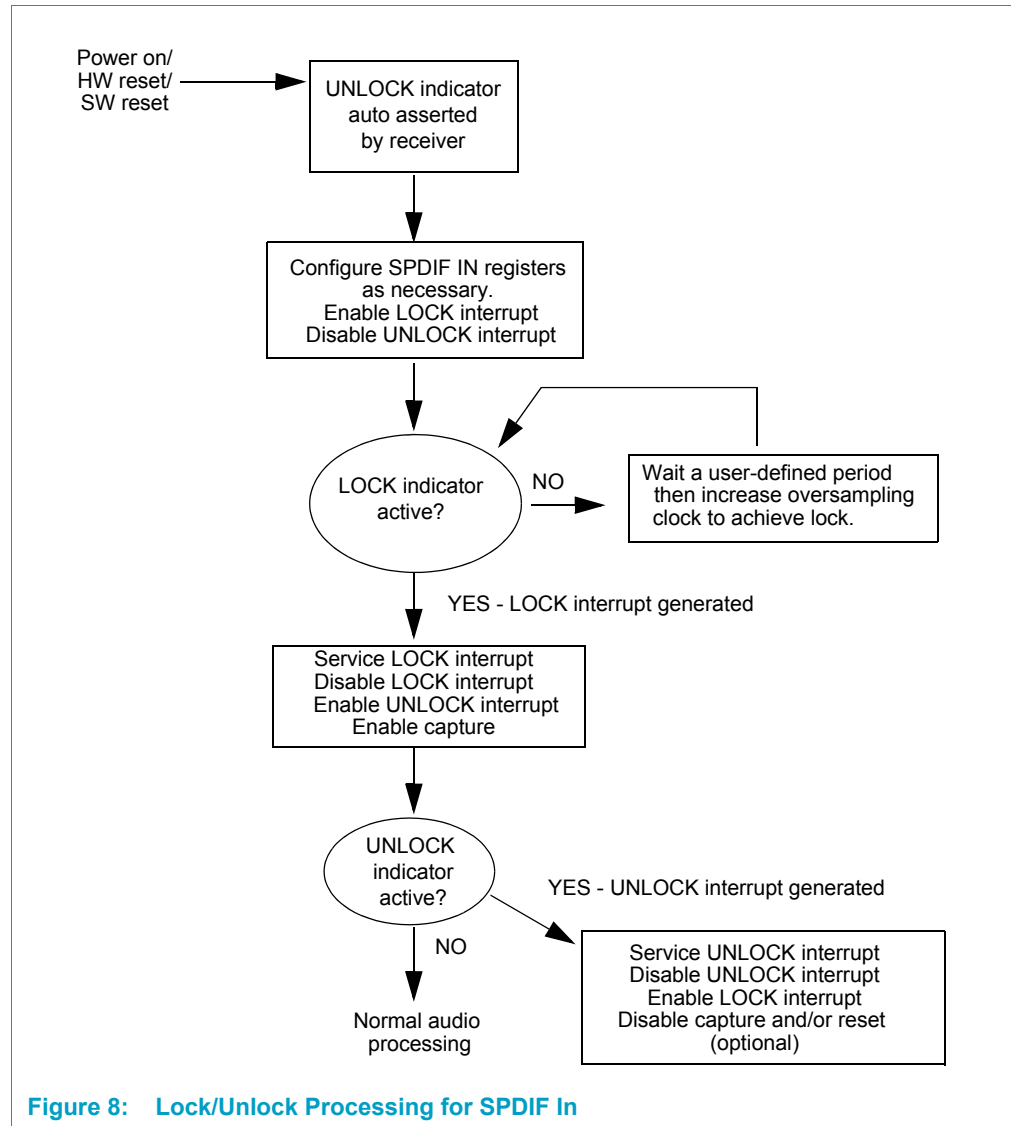 Power on/
HW reset/
SW reset
UNLOCK indicator
auto asserted
by receiver
Configure SPDIF IN registers
as necessary.
Enable LOCK interrupt
Disable UNLOCK interrupt
LOCK indicator
active?
NO
Wait a user-defined period
then increase oversampling
clock to achieve lock.
YES - LOCK interrupt generated
Service LOCK interrupt
Disable LOCK interrupt
Enable UNLOCK interrupt
Enable capture
UNLOCK
indicator
active?
YES - UNLOCK interrupt generated
NO
Service UNLOCK interrupt
Disable UNLOCK interrupt
Enable LOCK interrupt
Disable capture and/or reset
(optional)
Normal audio
processing
Figure 8: Lock/Unlock Processing for SPDIF In